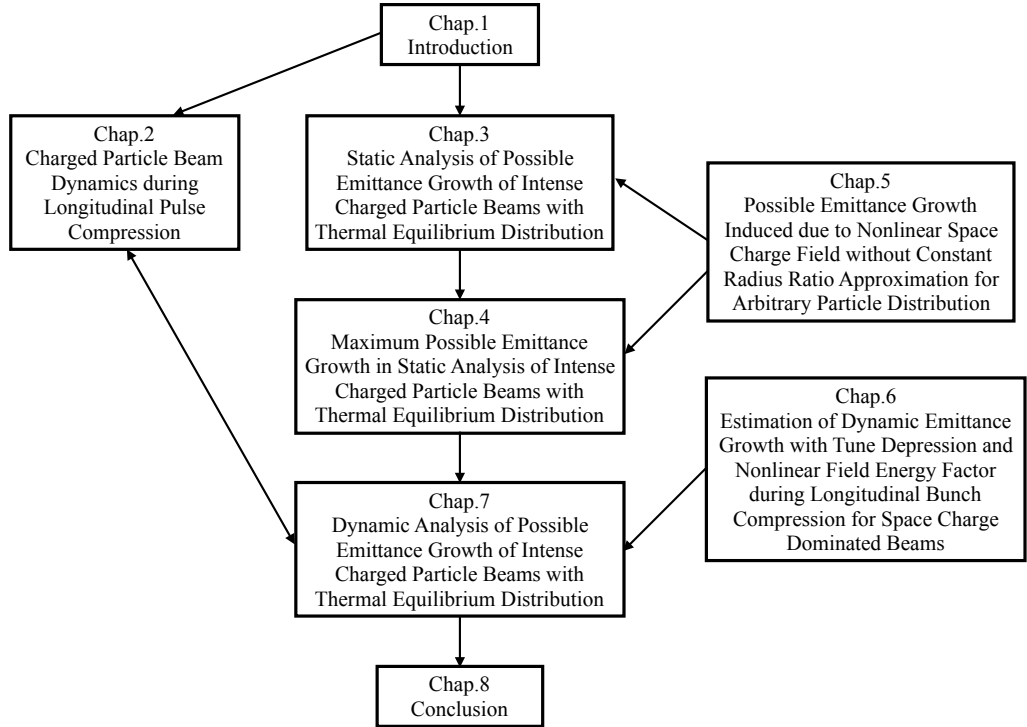 Chap.1
Introduction
Chap.2
Charged Particle Beam
Dynamics during
Longitudinal Pulse
Compression
Chap.3
Static Analysis of Possible
Emittance Growth of Intense
Charged Particle Beams with
Thermal Equilibrium Distribution
Chap.5
Possible Emittance Growth
Induced due to Nonlinear Space
Charge Field without Constant
Radius Ratio Approximation for
Arbitrary Particle Distribution
Chap.4
Maximum Possible Emittance
Growth in Static Analysis of Intense
Charged Particle Beams with
Thermal Equilibrium Distribution
Chap.6
Estimation of Dynamic Emittance
Growth with Tune Depression and
Nonlinear Field Energy Factor
during Longitudinal Bunch
Compression for Space Charge
Dominated Beams
Chap.7
Dynamic Analysis of Possible
Emittance Growth of Intense
Charged Particle Beams with
Thermal Equilibrium Distribution
Chap.8
Conclusion